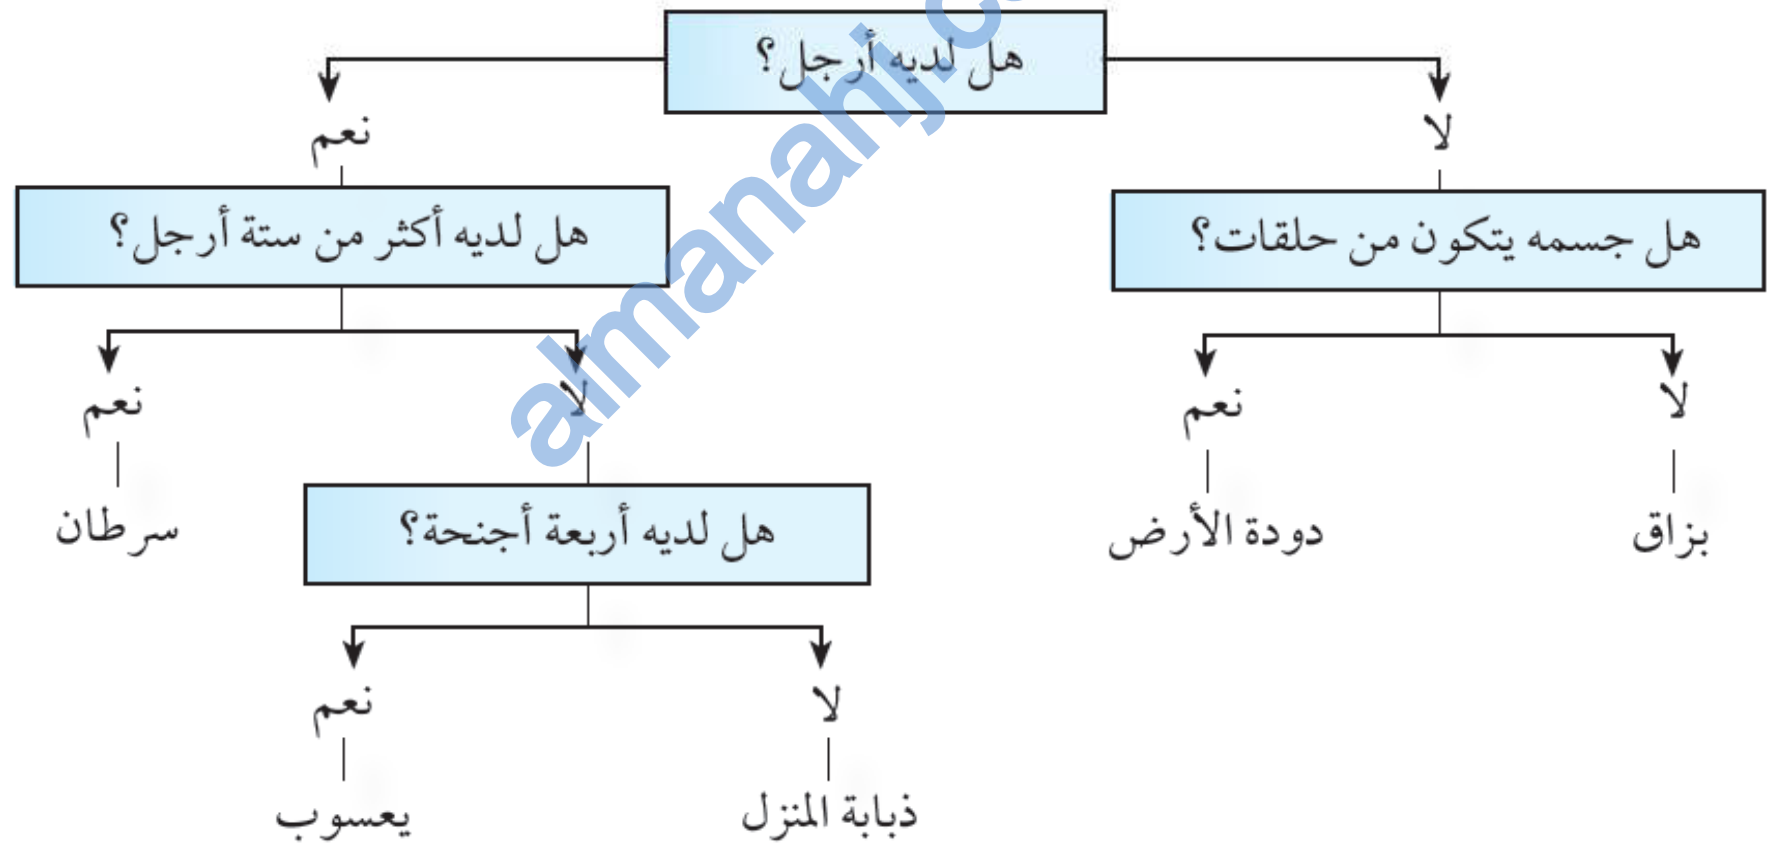 هل لديه أرجل؟
لا
نعم
هل جسمه يتكون من حلقات؟
هل لديه أكثر من ستة أرجل؟
لا
نعم
لا
نعم
بزاق
دودة الأرض
سرطان
هل لديه أربعة أجنحة؟
لا
نعم
ذبابة المنزل
يعسوب
almanahj.c